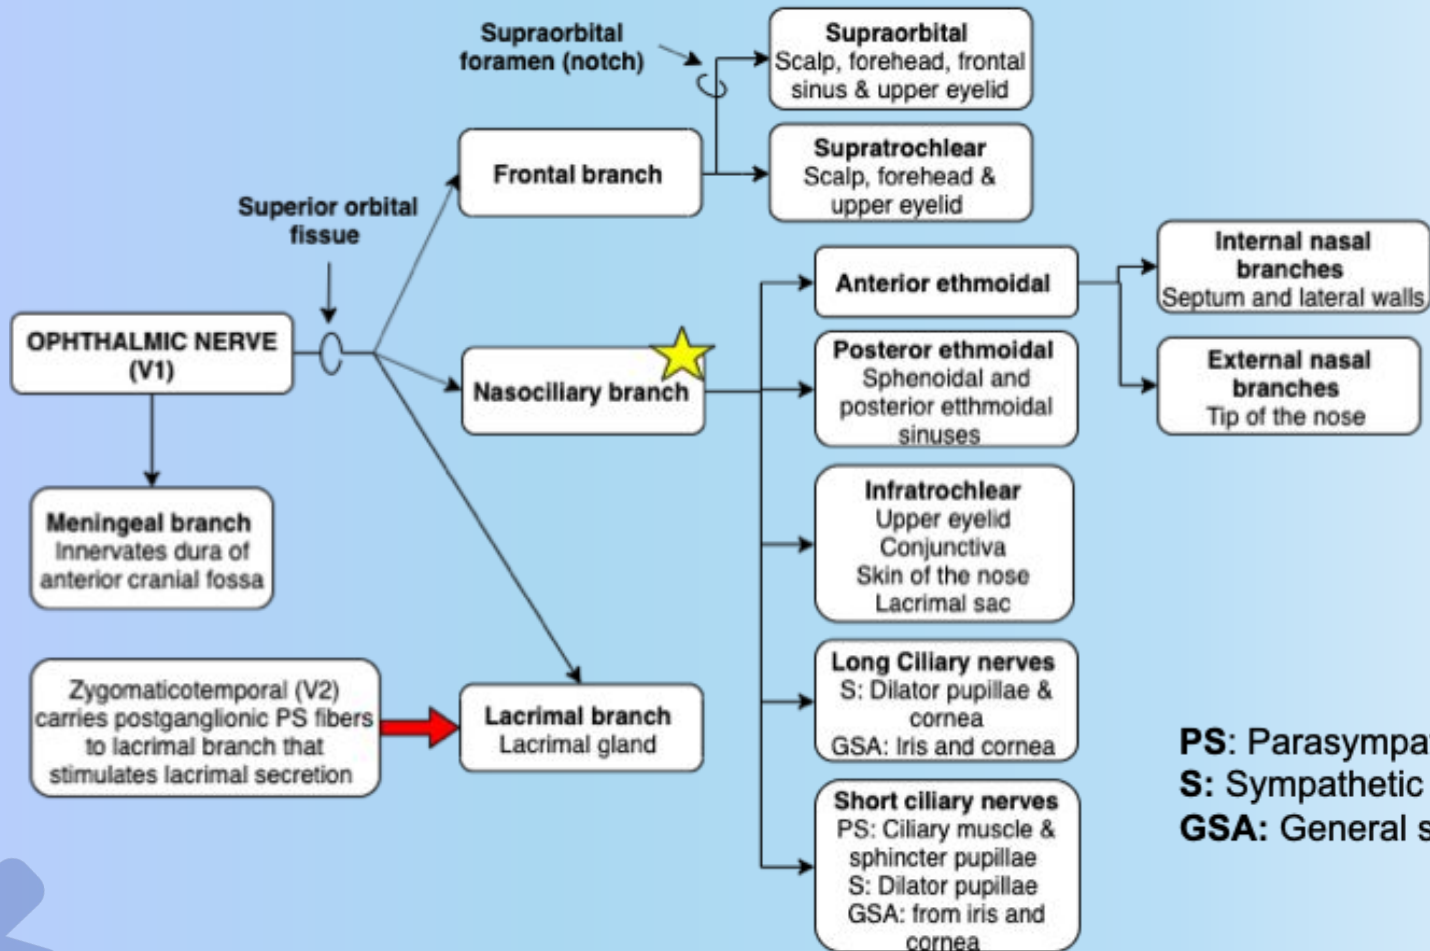 Supraorbital
foramen (notch)
Supraorbital
Scalp, forehead, frontal
sinus & upper eyelid
Supratrochlear
Scalp, forehead &
upper eyelid
Frontal branch
Superior orbital
fissue
OPHTHALMIC NERVE
(V1)
Nasociliary branch
Anterior ethmoidal
Internal nasal
branches
Septum and lateral walls
External nasal
branches
Tip of the nose
Posteror ethmoidal
Sphenoidal and
posterior etthmoidal
sinuses
Infratrochlear
Upper eyelid
Conjunctiva
Skin of the nose
Lacrimal sac
Meningeal branch
Innervates dura of
anterior cranial fossa
Zygomaticotemporal (V2)
carries postganglionic PS fibers
to lacrimal branch that
stimulates lacrimal secretion
Lacrimal branch
Lacrimal gland
Long Ciliary nerves
S: Dilator pupillae &
cornea
GSA: Iris and cornea
Short ciliary nerves
PS: Ciliary muscle &
sphincter pupillae
S: Dilator pupillae
GSA: from iris and
cornea
PS: Parasympa
S: Sympathetic
GSA: General s